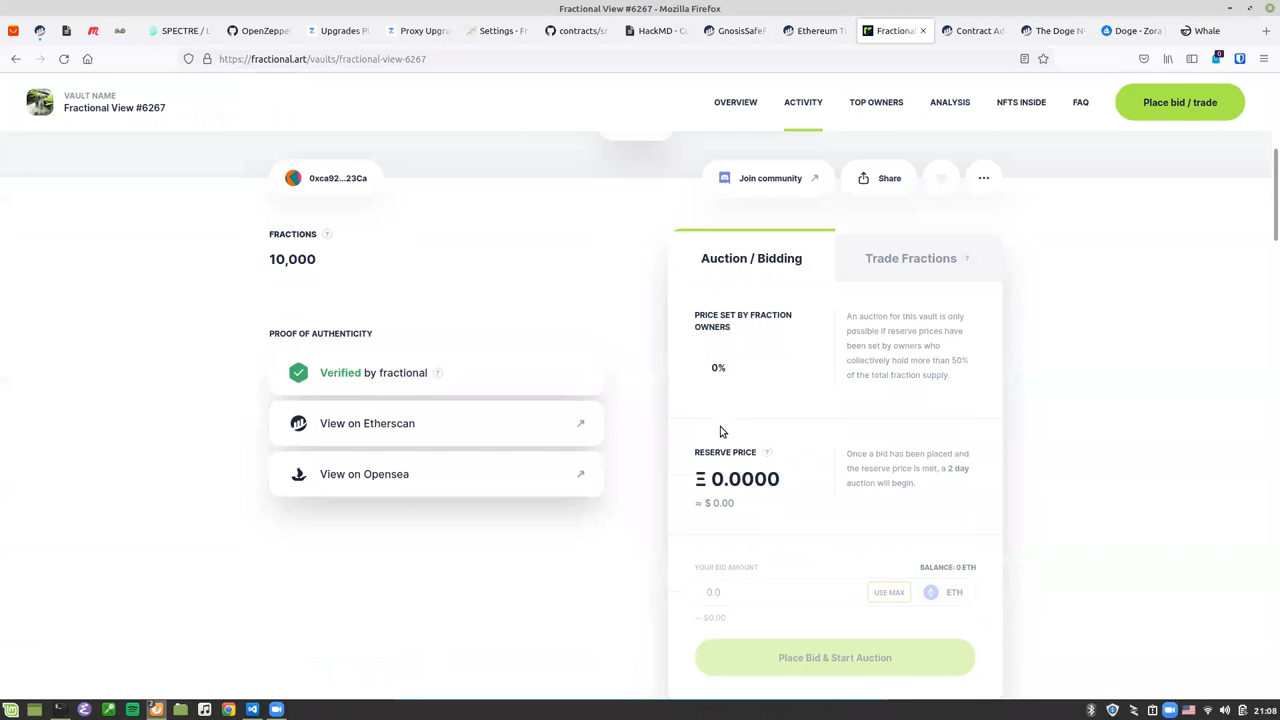 Fractional View #6267 - Mozilla Firefox
SPECTRE / L
OpenZeppel
Upgrades Pl
Proxy Upgra
Settings - Fr
contracts/sr
HackMD - C
GnosisSafeP
Ethereum T
Fractional
Contract Ad
The Doge N
Doge - Zora
Whale
https://fractional.art/vaults/fractional-view-6267
VAULT NAME
Fractional View #6267
OVERVIEW
ACTIVITY
TOP OWNERS
ANALYSIS
NFTS INSIDE
FAQ
Place bid / trade
0xca92...23Ca
Join community
Share
FRACTIONS ?
10,000
PROOF OF AUTHENTICITY
Verified by fractional ?
View on Etherscan
View on Opensea
Auction / Bidding
Trade Fractions ?
PRICE SET BY FRACTION
OWNERS
0%
An auction for this vault is only
possible if reserve prices have
been set by owners who
collectively hold more than 50%
of the total fraction supply.
RESERVE PRICE ?
Ξ 0.0000
≈ $ 0.00
Once a bid has been placed and
the reserve price is met, a 2 day
auction will begin.
YOUR BID AMOUNT
BALANCE: 0 ETH
0.0
USE MAX
ETH
≈ $0.00
Place Bid & Start Auction
21:08